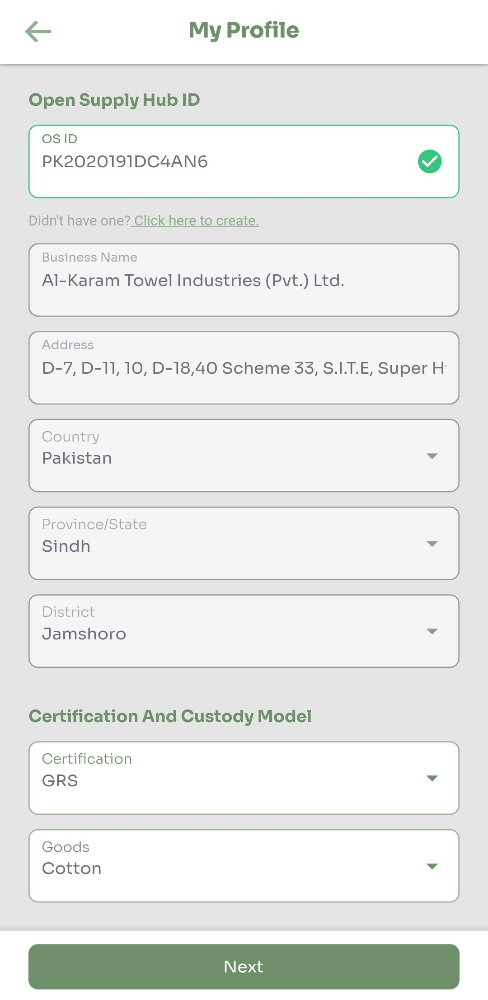 My Profile
Open Supply Hub ID
OS ID
PK2020191DC4AN6
Didn't have one? Click here to create.
Business Name
Al-Karam Towel Industries (Pvt.) Ltd.
Address
D-7, D-11, 10, D-18,40 Scheme 33, S.I.T.E, Super
Country
Pakistan
Province/State
Sindh
District
Jamshoro
Certification And Custody Model
Certification
GRS
Goods
Cotton
Next